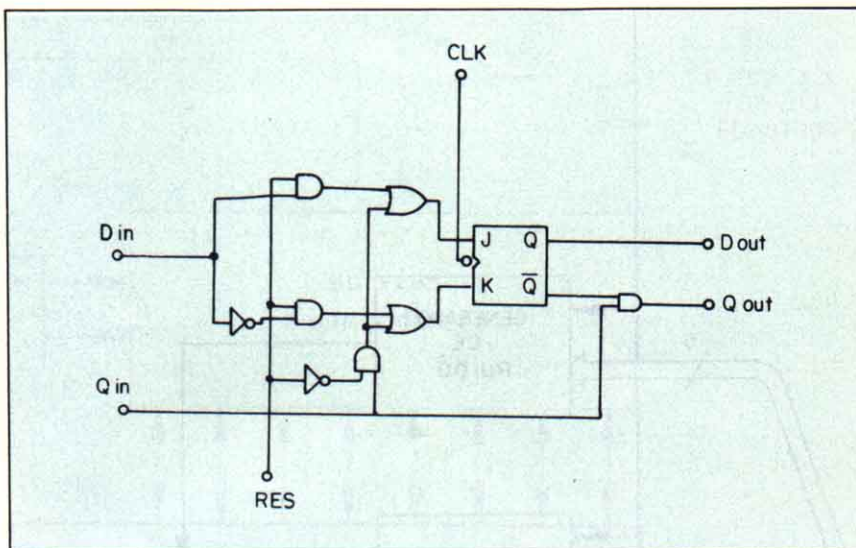 CLK
D in
J Q
D out
K Q̅
Q out
Q in
RES